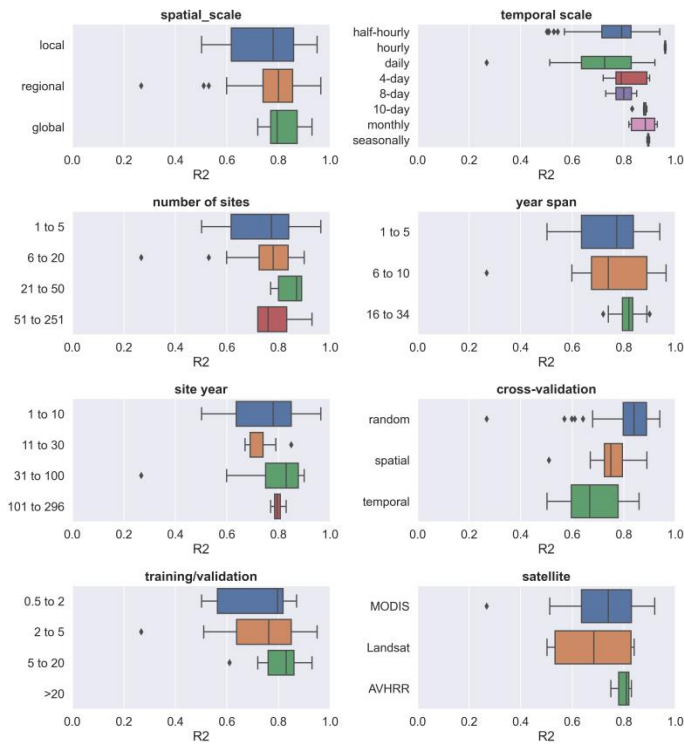 spatial_scale
local
regional
global
0.0 0.2 0.4 0.6 0.8 1.0
R2
temporal scale
half-hourly
hourly
daily
4-day
8-day
10-day
monthly
seasonally
0.0 0.2 0.4 0.6 0.8 1.0
R2
number of sites
1 to 5
6 to 20
21 to 50
51 to 251
0.0 0.2 0.4 0.6 0.8 1.0
R2
year span
1 to 5
6 to 10
16 to 34
0.0 0.2 0.4 0.6 0.8 1.0
R2
site year
1 to 10
11 to 30
31 to 100
101 to 296
0.0 0.2 0.4 0.6 0.8 1.0
R2
cross-validation
random
spatial
temporal
0.0 0.2 0.4 0.6 0.8 1.0
R2
training/validation
0.5 to 2
2 to 5
5 to 20
>20
0.0 0.2 0.4 0.6 0.8 1.0
R2
satellite
MODIS
Landsat
AVHRR
0.0 0.2 0.4 0.6 0.8 1.0
R2